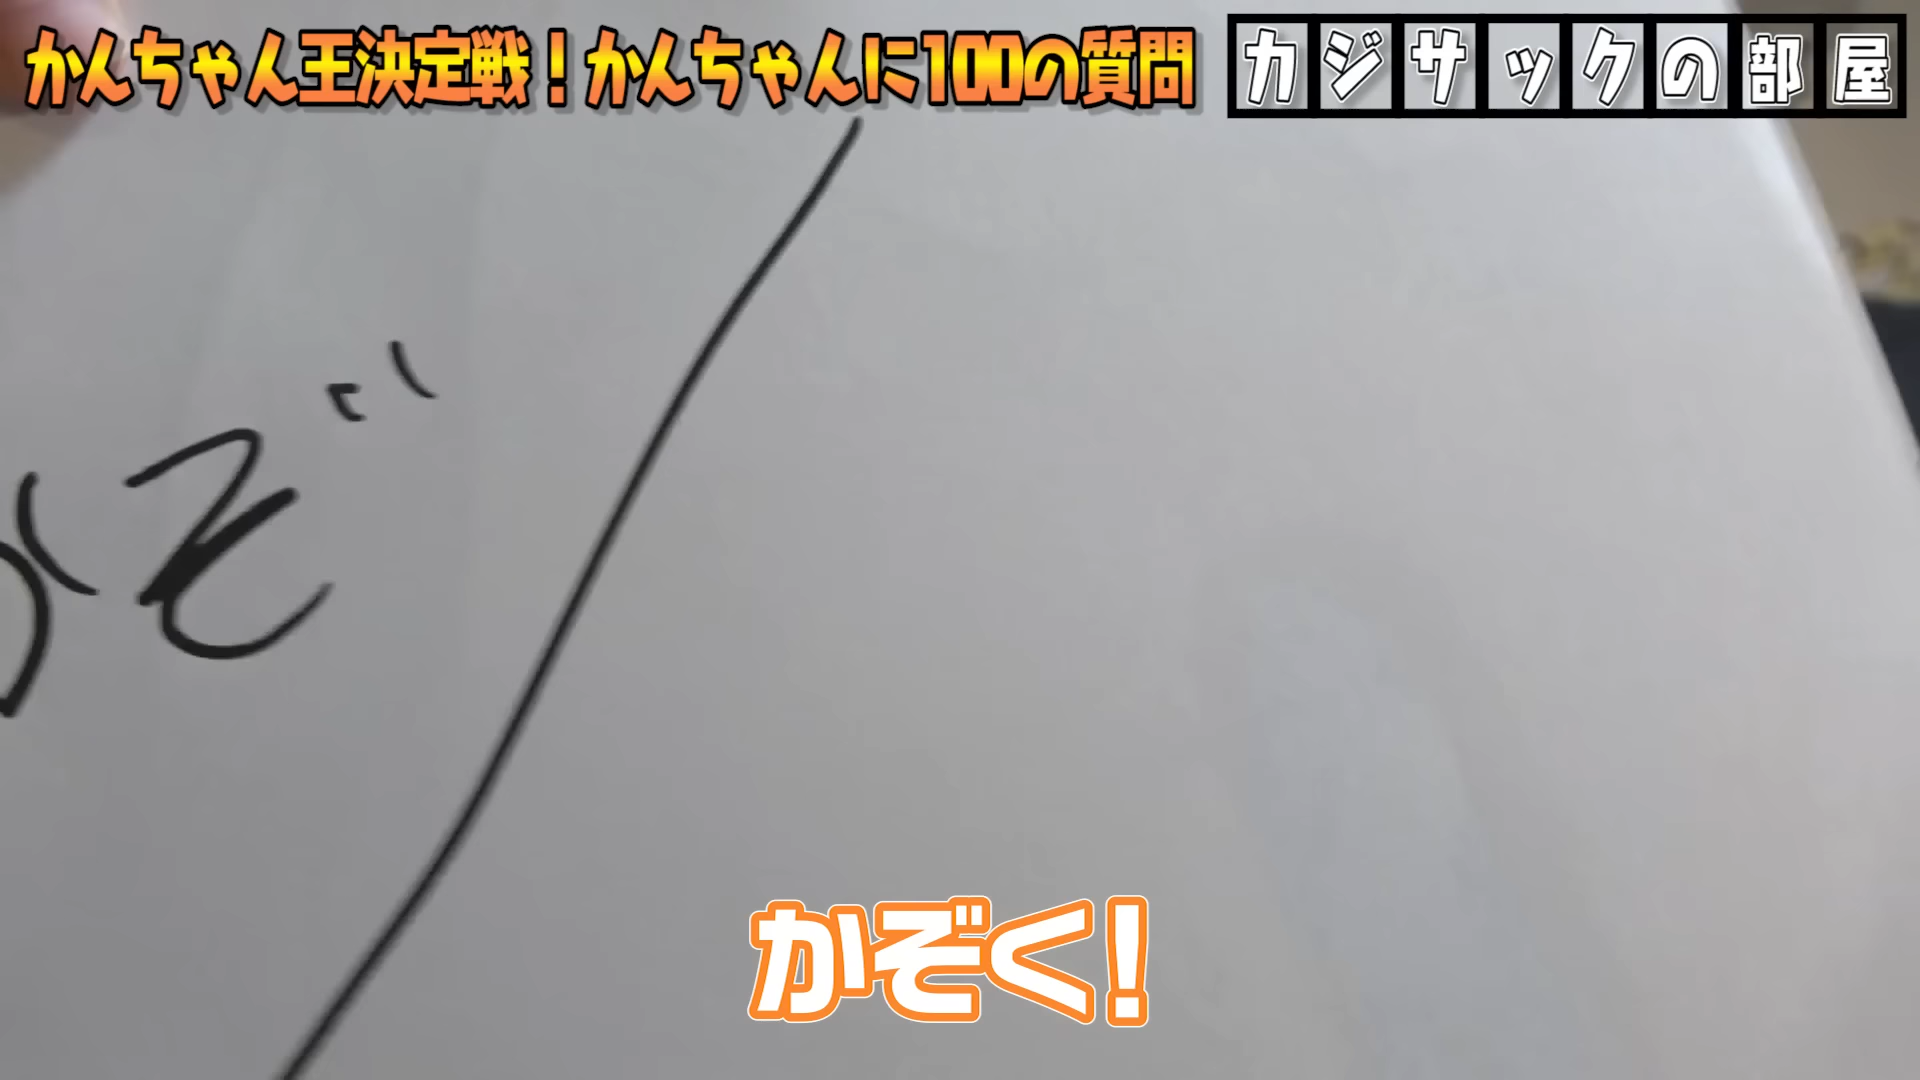 かんちゃん王決定戦！かんちゃんに100の質問
カジサックの部屋
かぞ
かぞく！